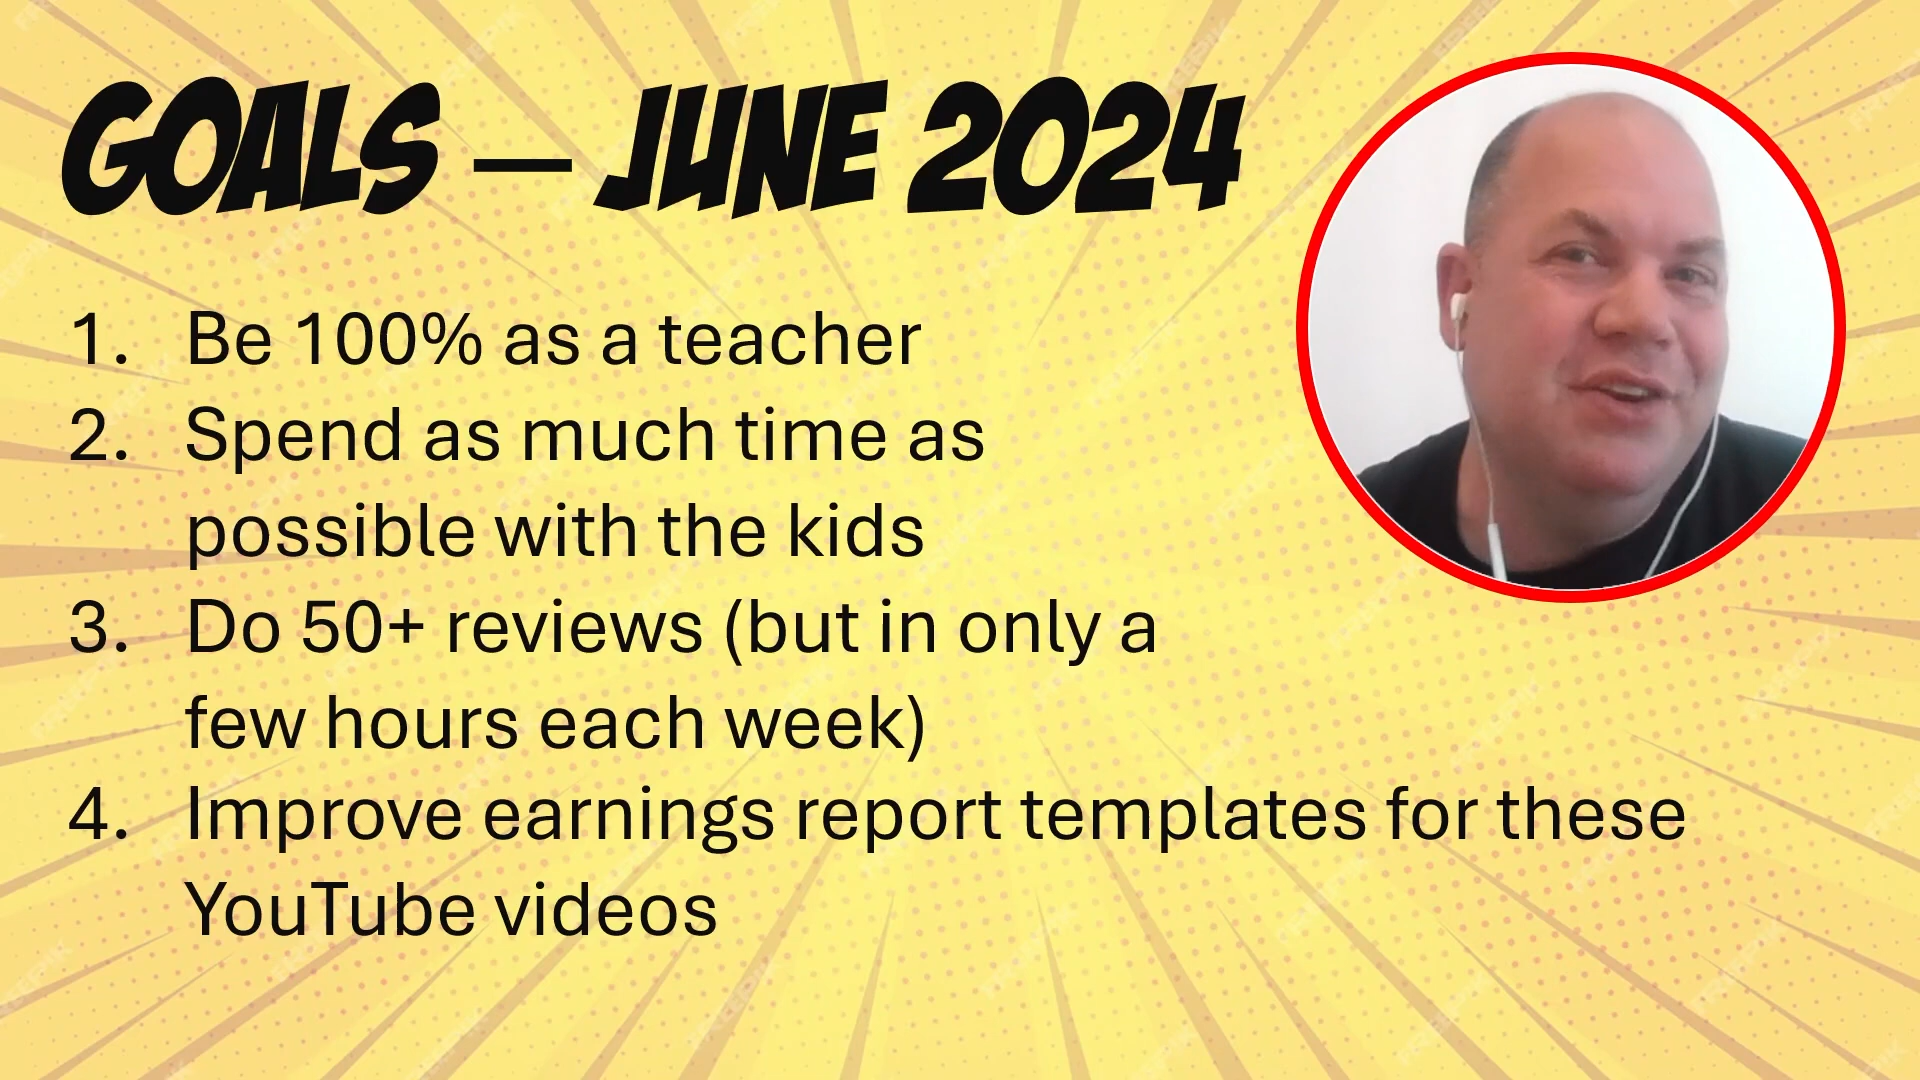 GOALS — JUNE 2024
1. Be 100% as a teacher
2. Spend as much time as
possible with the kids
3. Do 50+ reviews (but in only a
few hours each week)
4. Improve earnings report templates for these
YouTube videos